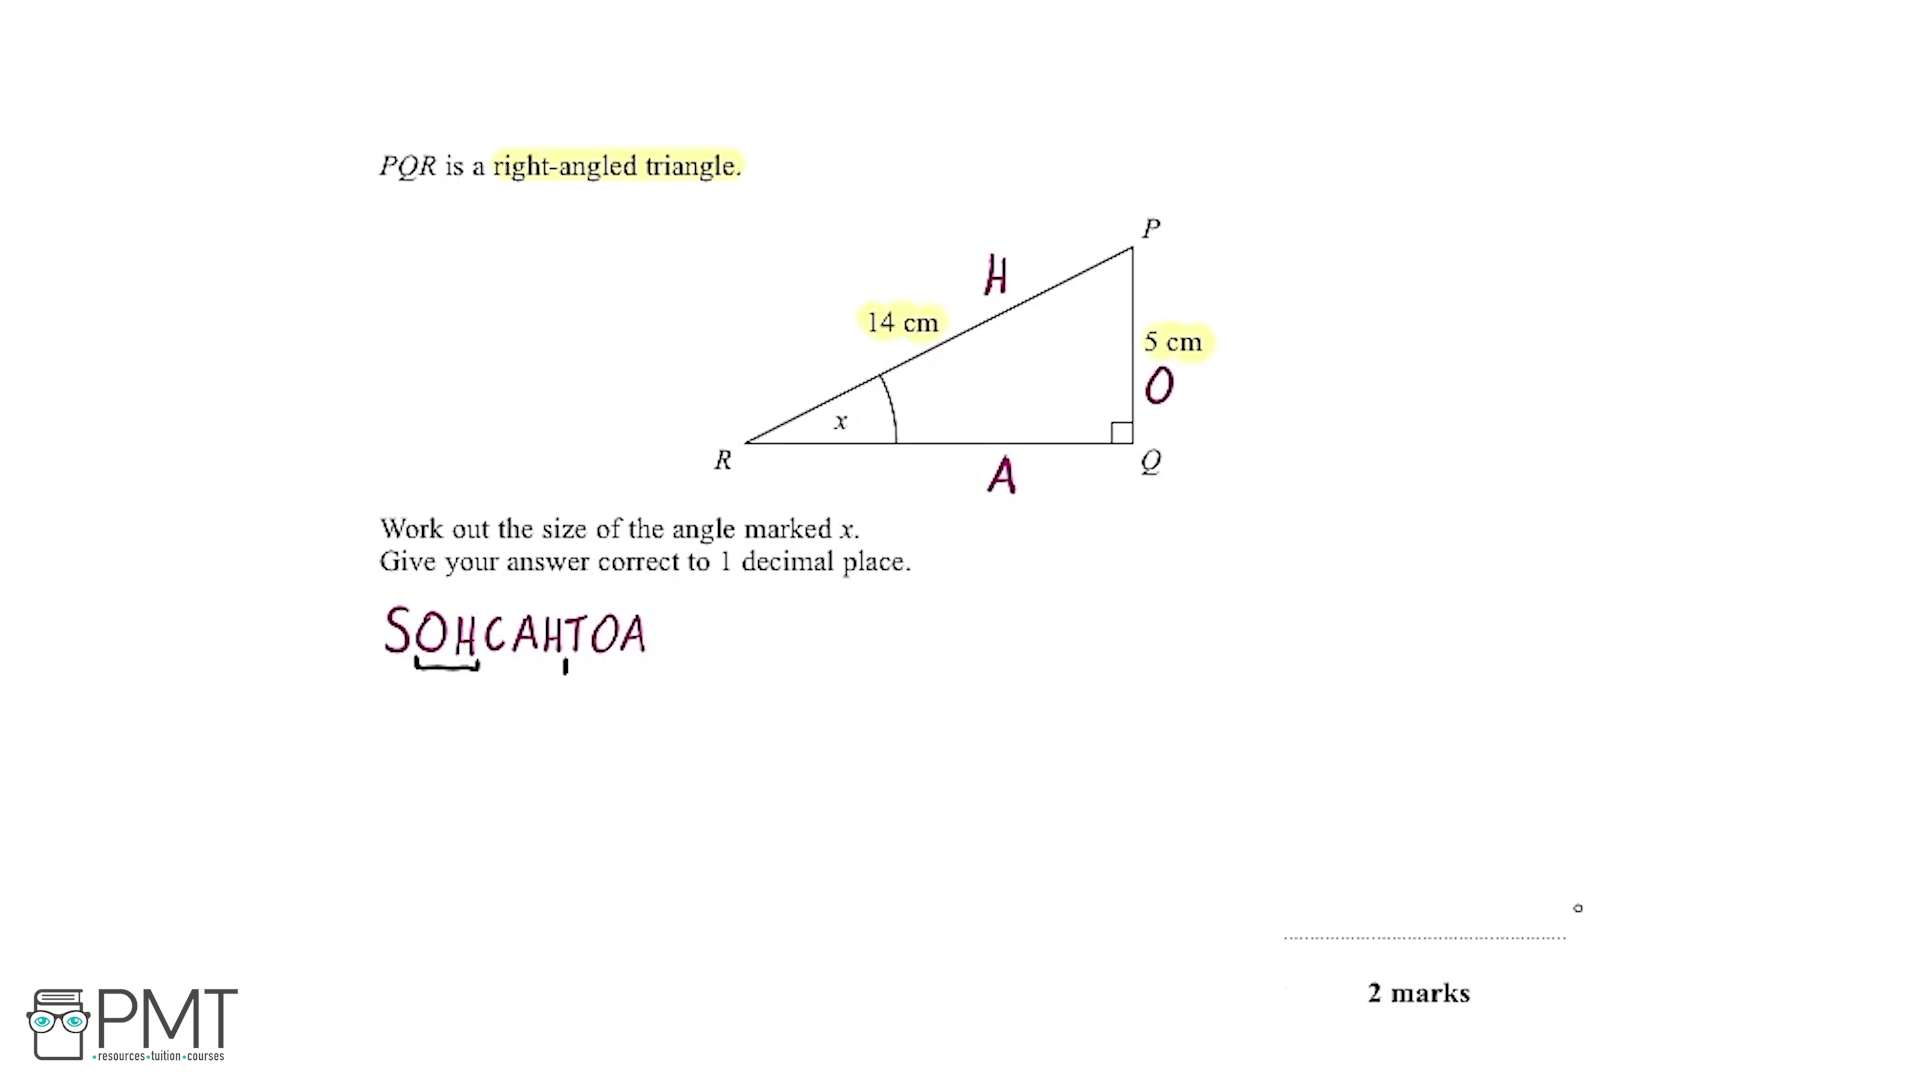 PQR is a right-angled triangle.
P
H
14 cm
5 cm
O
x
R
A
Q
Work out the size of the angle marked x.
Give your answer correct to 1 decimal place.
SOHCAHTOA
°
2 marks
PMT
•resources•tuition•courses